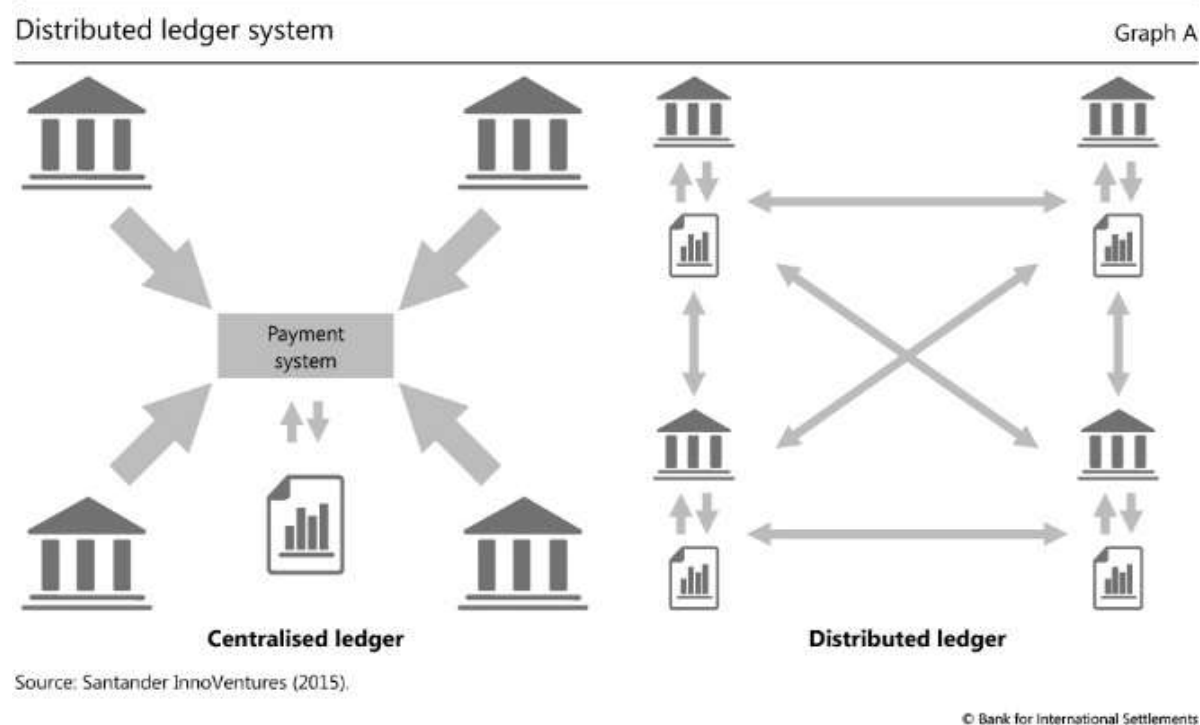 Distributed ledger system
Graph A
Payment
system
Centralised ledger
Distributed ledger
Source: Santander InnoVentures (2015).
© Bank for International Settlements